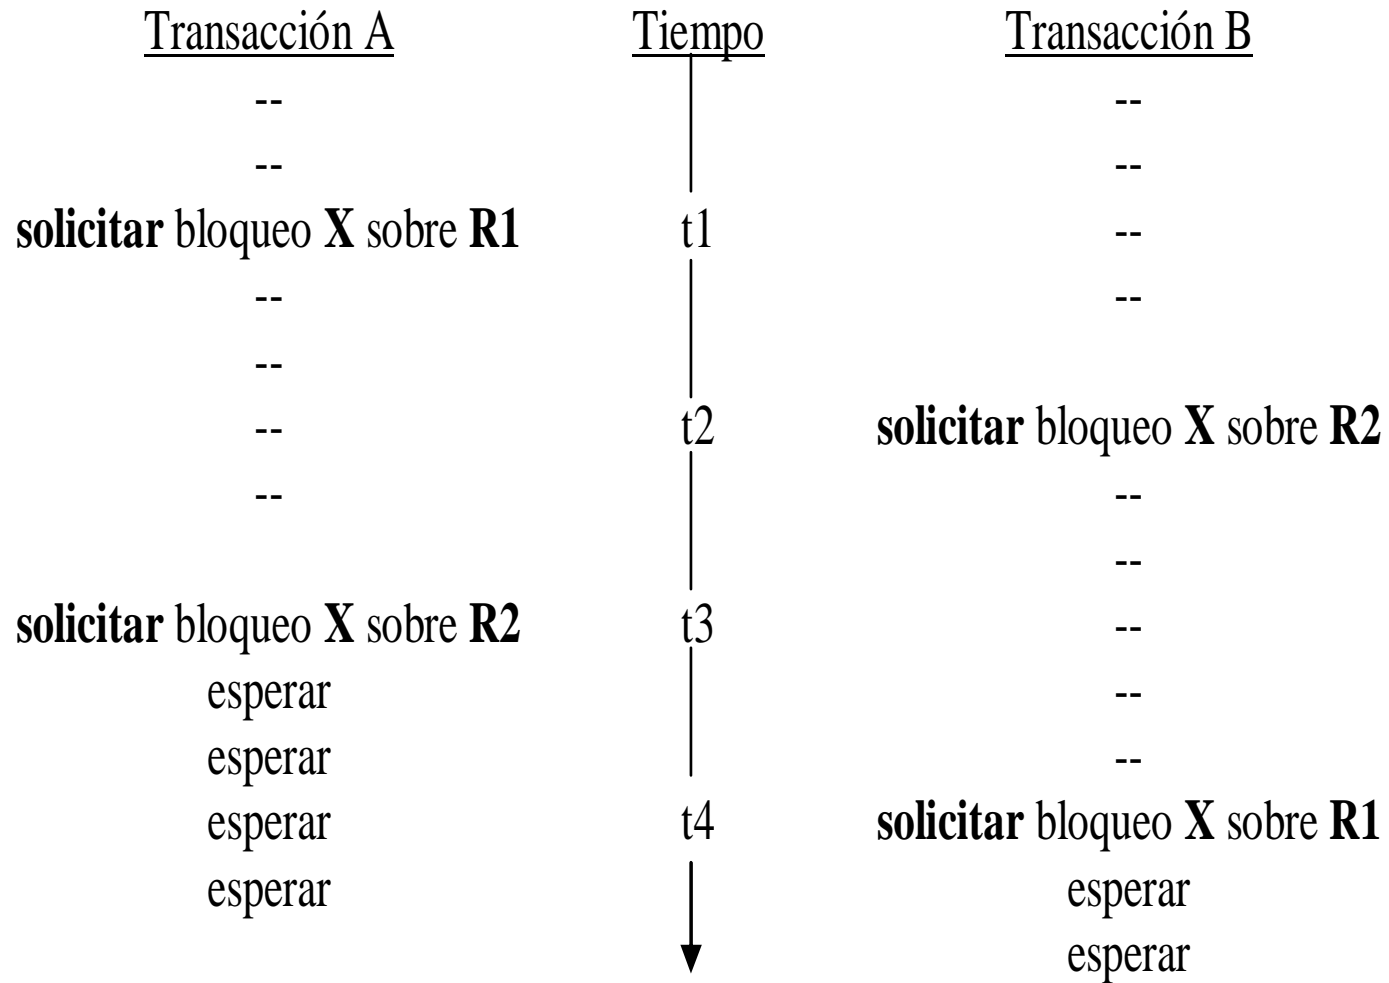 Transacción A Tiempo Transacción B
-- --
-- --
solicitar bloqueo X sobre R1 t1 --
-- --
--
-- t2 solicitar bloqueo X sobre R2
-- --
--
solicitar bloqueo X sobre R2 t3 --
esperar --
esperar --
esperar t4 solicitar bloqueo X sobre R1
esperar esperar
esperar